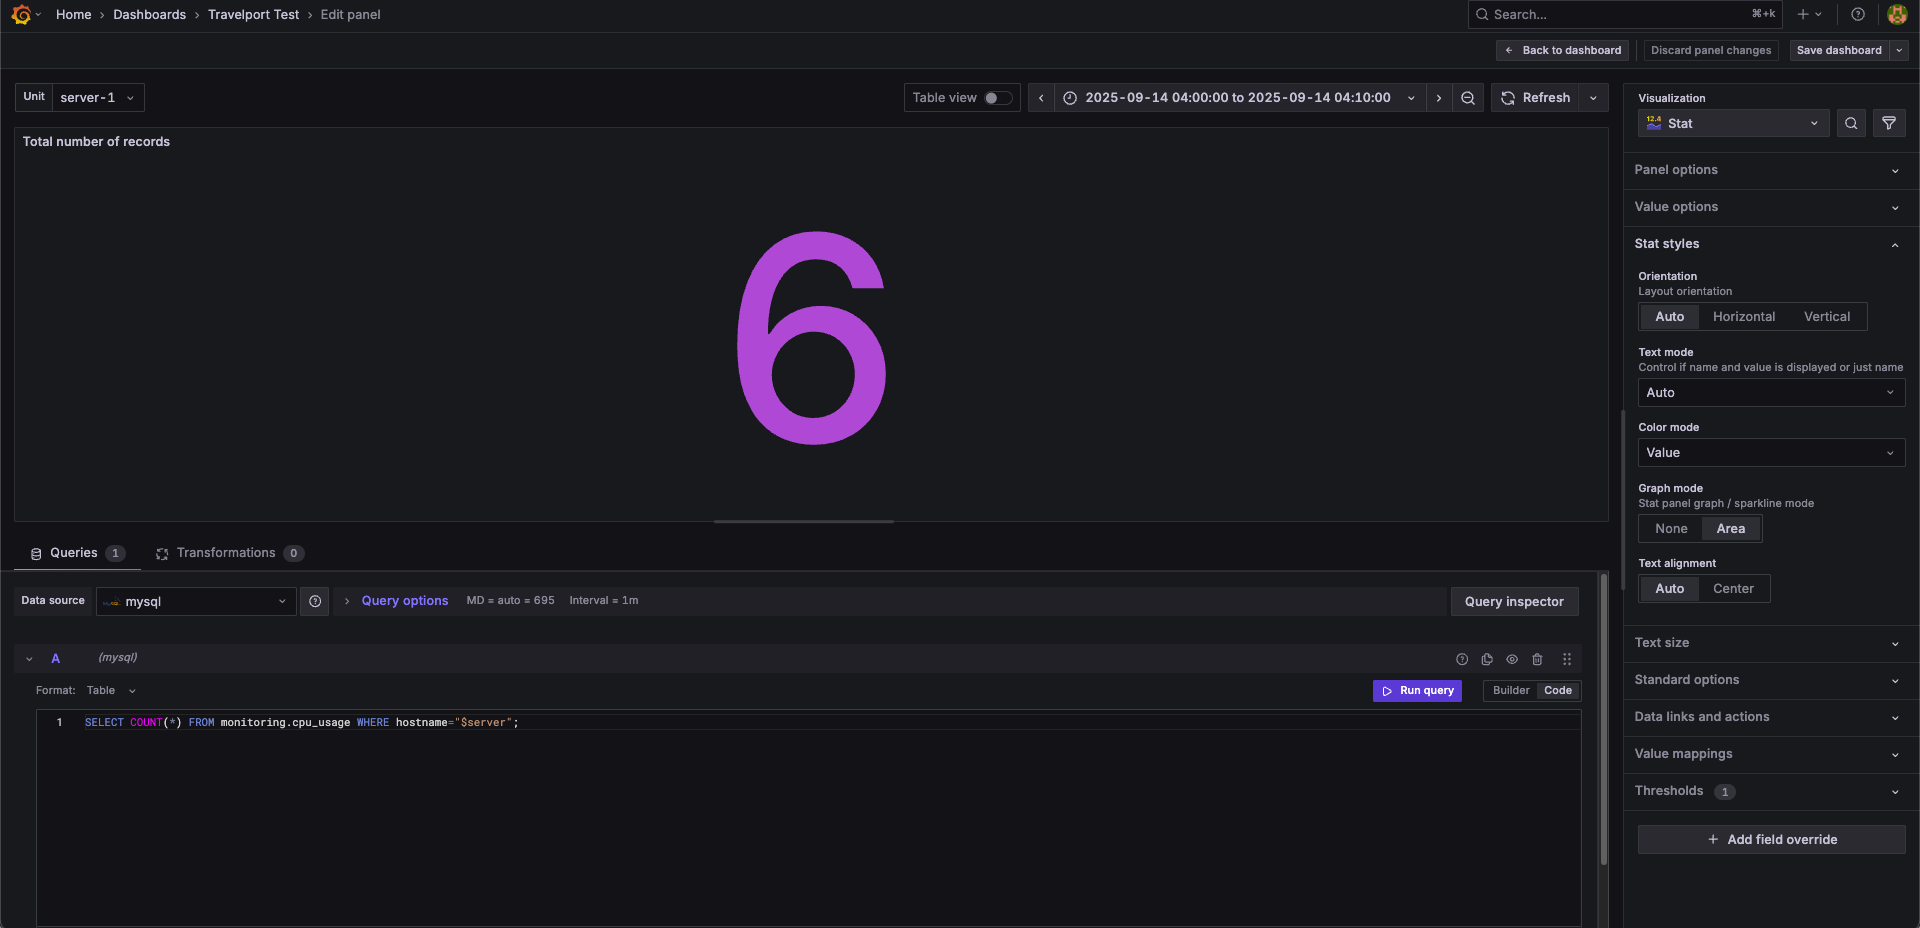 Home › Dashboards › Travelport Test › Edit panel
Search...
⌘+k
Back to dashboard
Discard panel changes
Save dashboard
Unit
server-1
Table view
2025-09-14 04:00:00 to 2025-09-14 04:10:00
Refresh
Total number of records
6
Queries 1
Transformations 0
Data source
mysql
Query options
MD = auto = 695
Interval = 1m
Query inspector
A
(mysql)
Format: Table
Run query
Builder
Code
1 SELECT COUNT(*) FROM monitoring.cpu_usage WHERE hostname="$server";
Visualization
12.4
Stat
Panel options
Value options
Stat styles
Orientation
Layout orientation
Auto Horizontal Vertical
Text mode
Control if name and value is displayed or just name
Auto
Color mode
Value
Graph mode
Stat panel graph / sparkline mode
None Area
Text alignment
Auto Center
Text size
Standard options
Data links and actions
Value mappings
Thresholds 1
+ Add field override